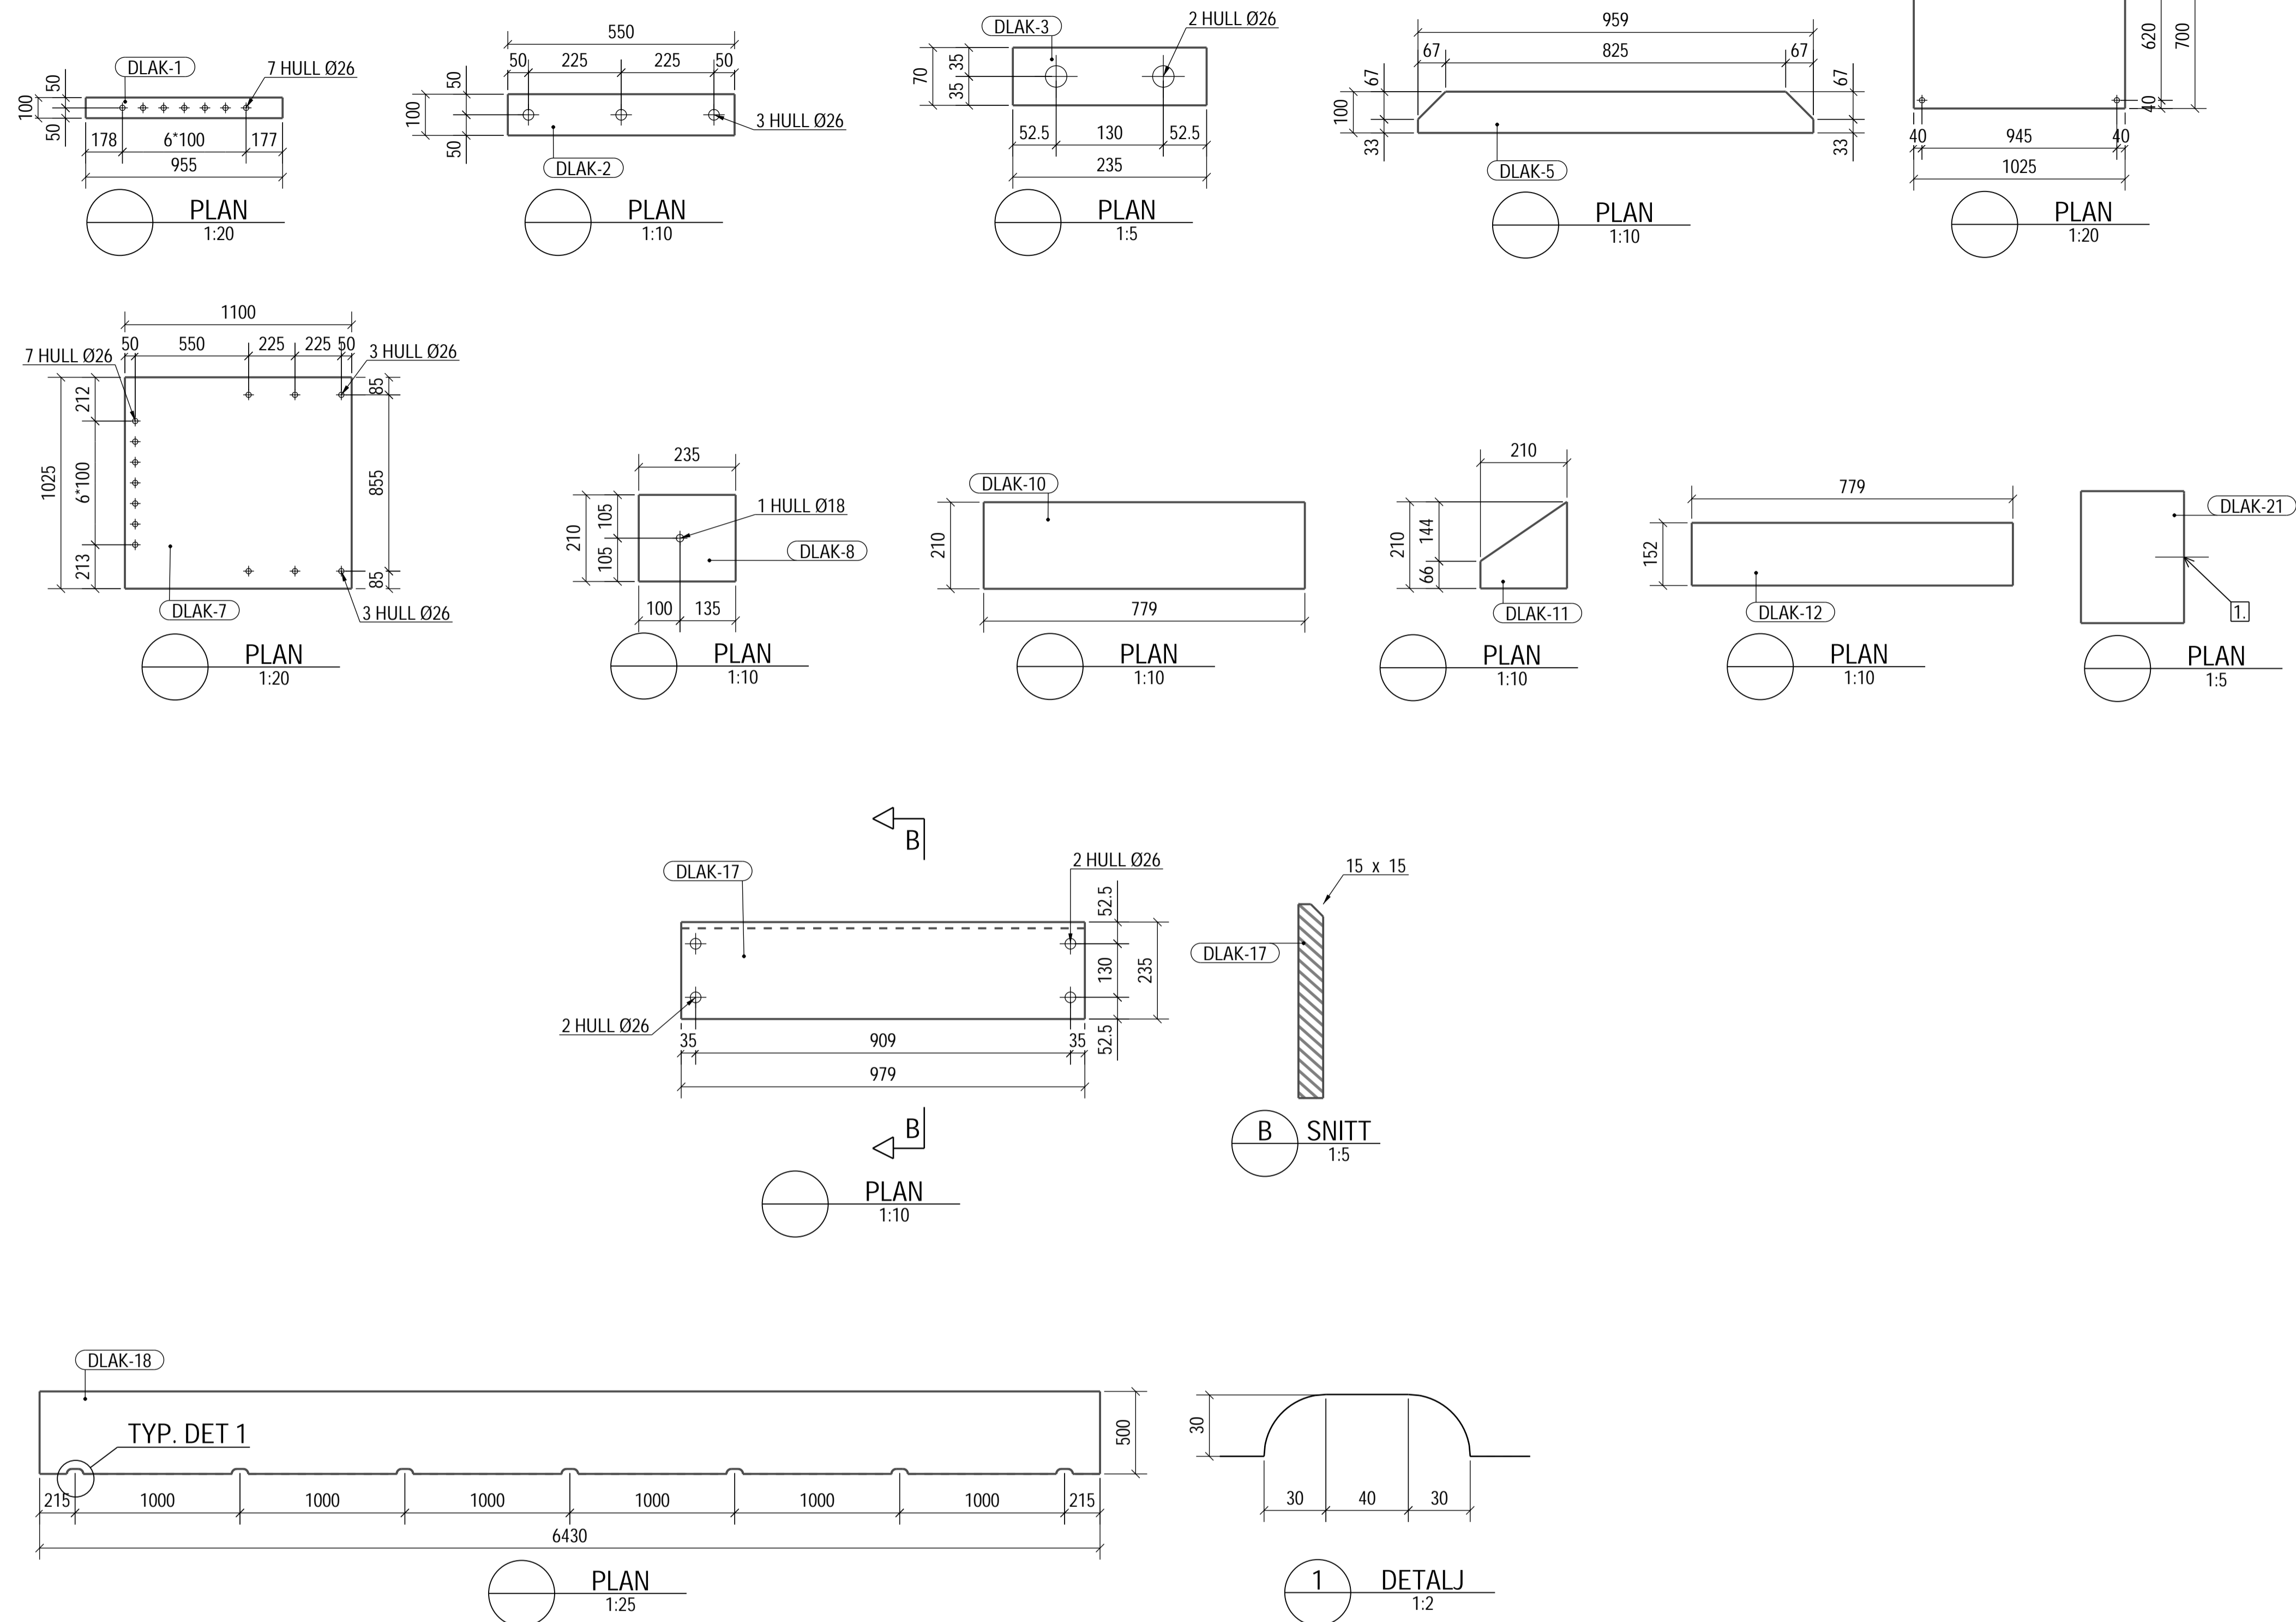 DLAK-1
7 HULL Ø26
50
100
50
178 6*100 177
955
PLAN
1:20
550
50 225 225 50
50
100
50
3 HULL Ø26
DLAK-2
PLAN
1:10
DLAK-3
2 HULL Ø26
35
70
35
52.5 130 52.5
235
PLAN
1:5
959
67 825 67
67
100
33
67
33
DLAK-5
PLAN
1:10
620
700
40
40 945 40
1025
PLAN
1:20
1100
50 550 225 225 50
7 HULL Ø26
3 HULL Ø26
212
1025
6*100
213
85
855
85
DLAK-7
3 HULL Ø26
PLAN
1:20
235
1 HULL Ø18
105
210
105
DLAK-8
100 135
PLAN
1:10
DLAK-10
210
779
PLAN
1:10
210
144
210
66
DLAK-11
PLAN
1:10
779
152
DLAK-12
PLAN
1:10
DLAK-21
1.
PLAN
1:5
B
DLAK-17
2 HULL Ø26
52.5
130
235
52.5
2 HULL Ø26
35 909 35
979
B
PLAN
1:10
15 x 15
DLAK-17
B SNITT
1:5
DLAK-18
TYP. DET 1
500
215 1000 1000 1000 1000 1000 1000 215
6430
PLAN
1:25
30
30 40 30
1 DETALJ
1:2